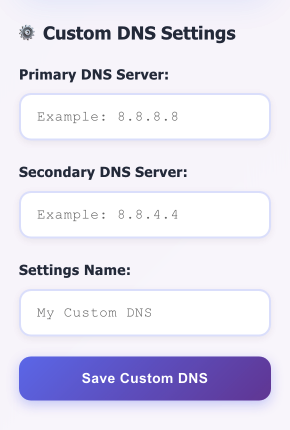 Custom DNS Settings
Primary DNS Server:
Example: 8.8.8.8
Secondary DNS Server:
Example: 8.8.4.4
Settings Name:
My Custom DNS
Save Custom DNS